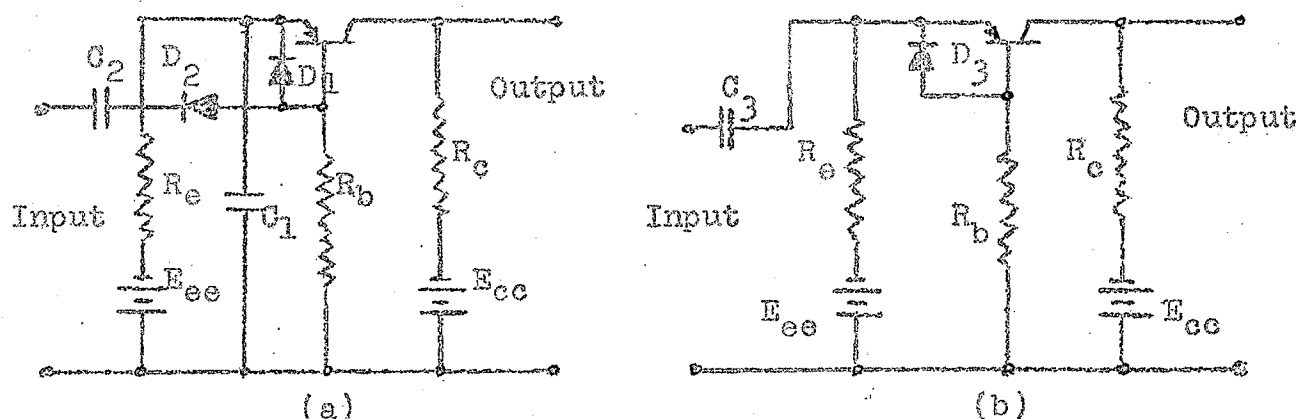 C2
D2
D1
Output
Re
Rb
Rc
Input
C1
Eee
Ecc
(a)
C3
D3
Output
Re
Rc
Input
Rb
Eee
Ecc
(b)